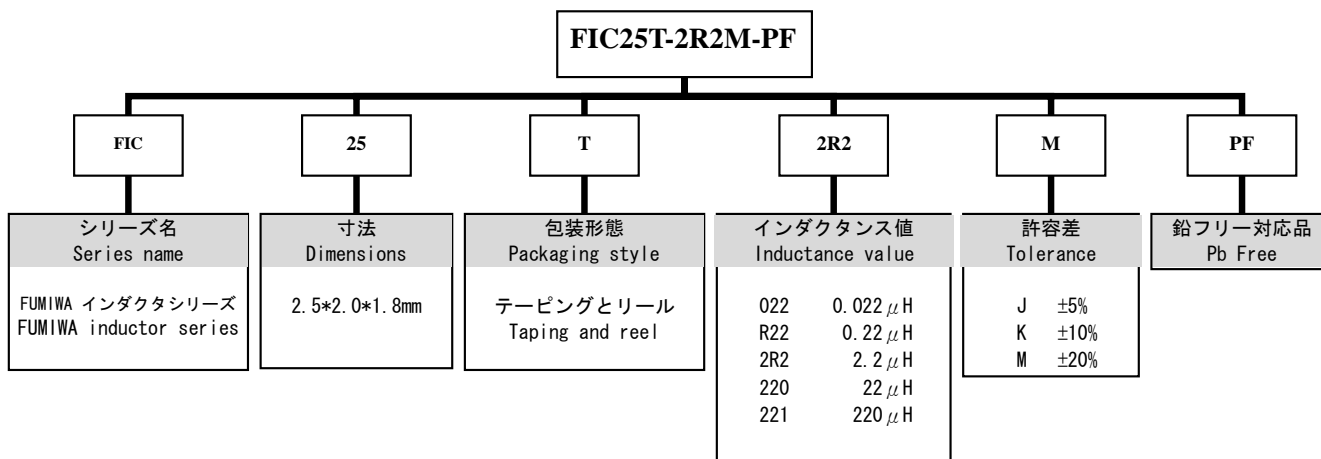 FIC25T-2R2M-PF
FIC
25
T
2R2
M
PF
シリーズ名
Series name
FUMIWA インダクタシリーズ
FUMIWA inductor series
寸法
Dimensions
2.5*2.0*1.8mm
包装形態
Packaging style
テーピングとリール
Taping and reel
インダクタンス値
Inductance value
022 0.022μH
R22 0.22μH
2R2 2.2μH
220 22μH
221 220μH
許容差
Tolerance
J ±5%
K ±10%
M ±20%
鉛フリー対応品
Pb Free